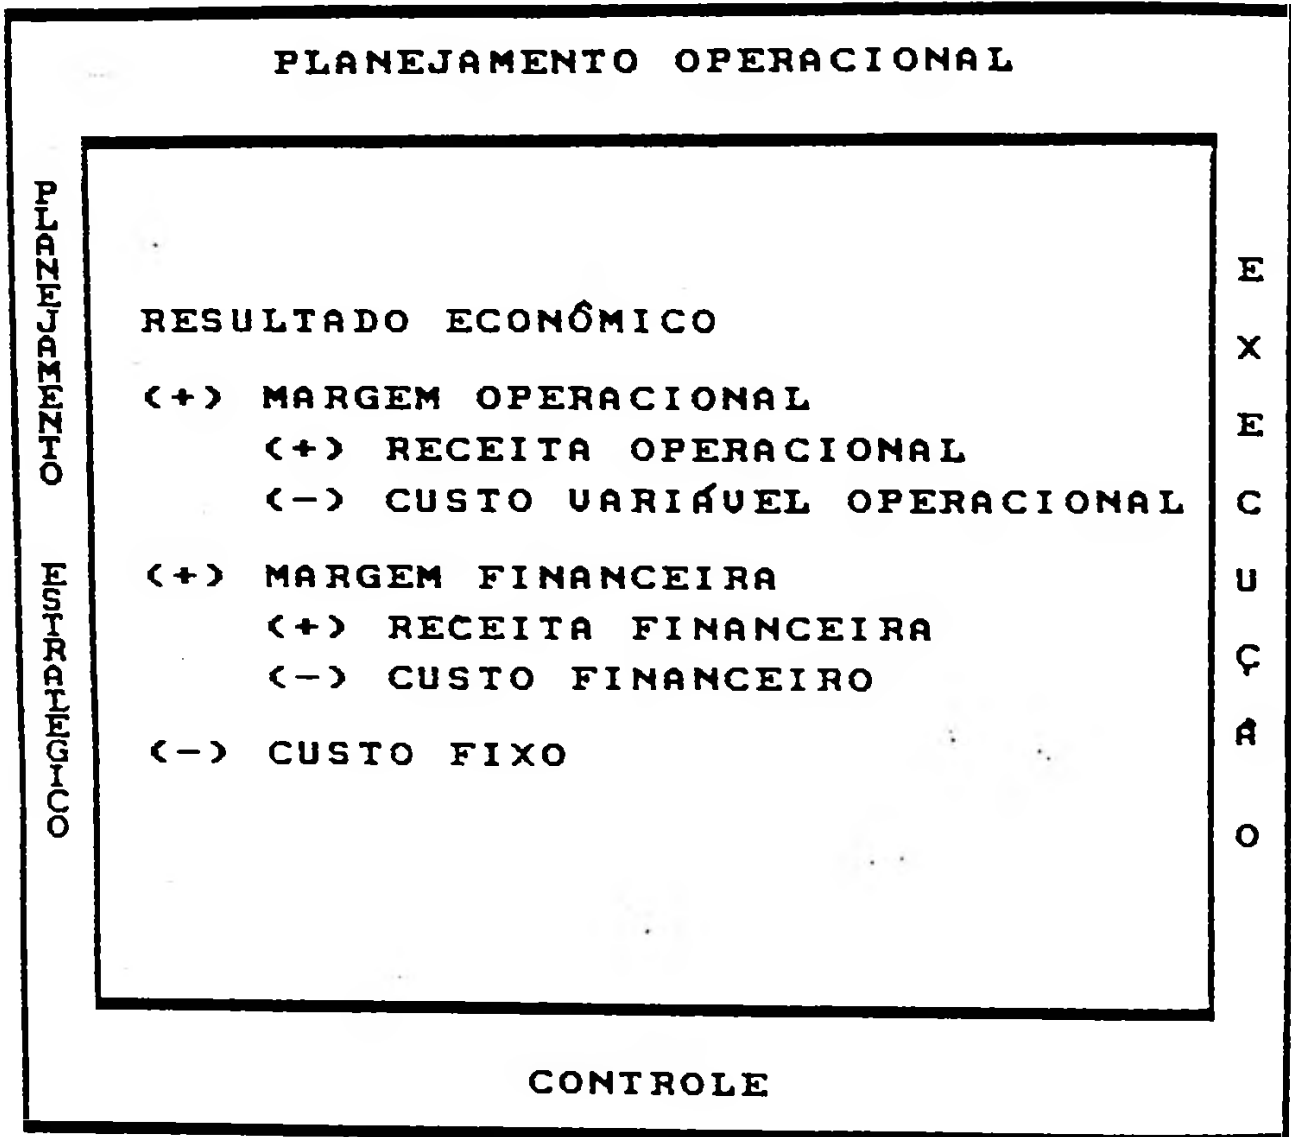 PLANEJAMENTO OPERACIONAL
PLANEJAMENTO ESTRATEGICO
RESULTADO ECONÔMICO
(+) MARGEM OPERACIONAL
(+) RECEITA OPERACIONAL
(-) CUSTO VARIÁVEL OPERACIONAL
(+) MARGEM FINANCEIRA
(+) RECEITA FINANCEIRA
(-) CUSTO FINANCEIRO
(-) CUSTO FIXO
EXECUÇÃO
CONTROLE